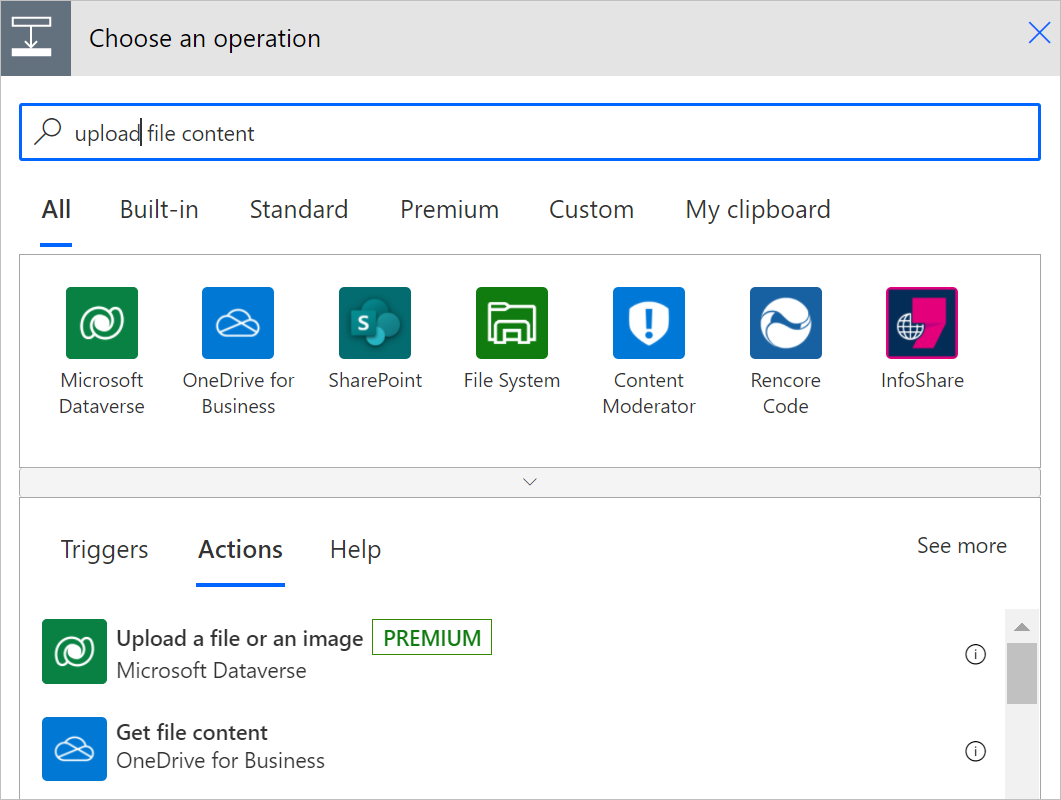 Choose an operation
upload file content
All Built-in Standard Premium Custom My clipboard
Microsoft Dataverse
OneDrive for Business
SharePoint
File System
Content Moderator
Rencore Code
InfoShare
Triggers Actions Help See more
Upload a file or an image PREMIUM
Microsoft Dataverse
Get file content
OneDrive for Business